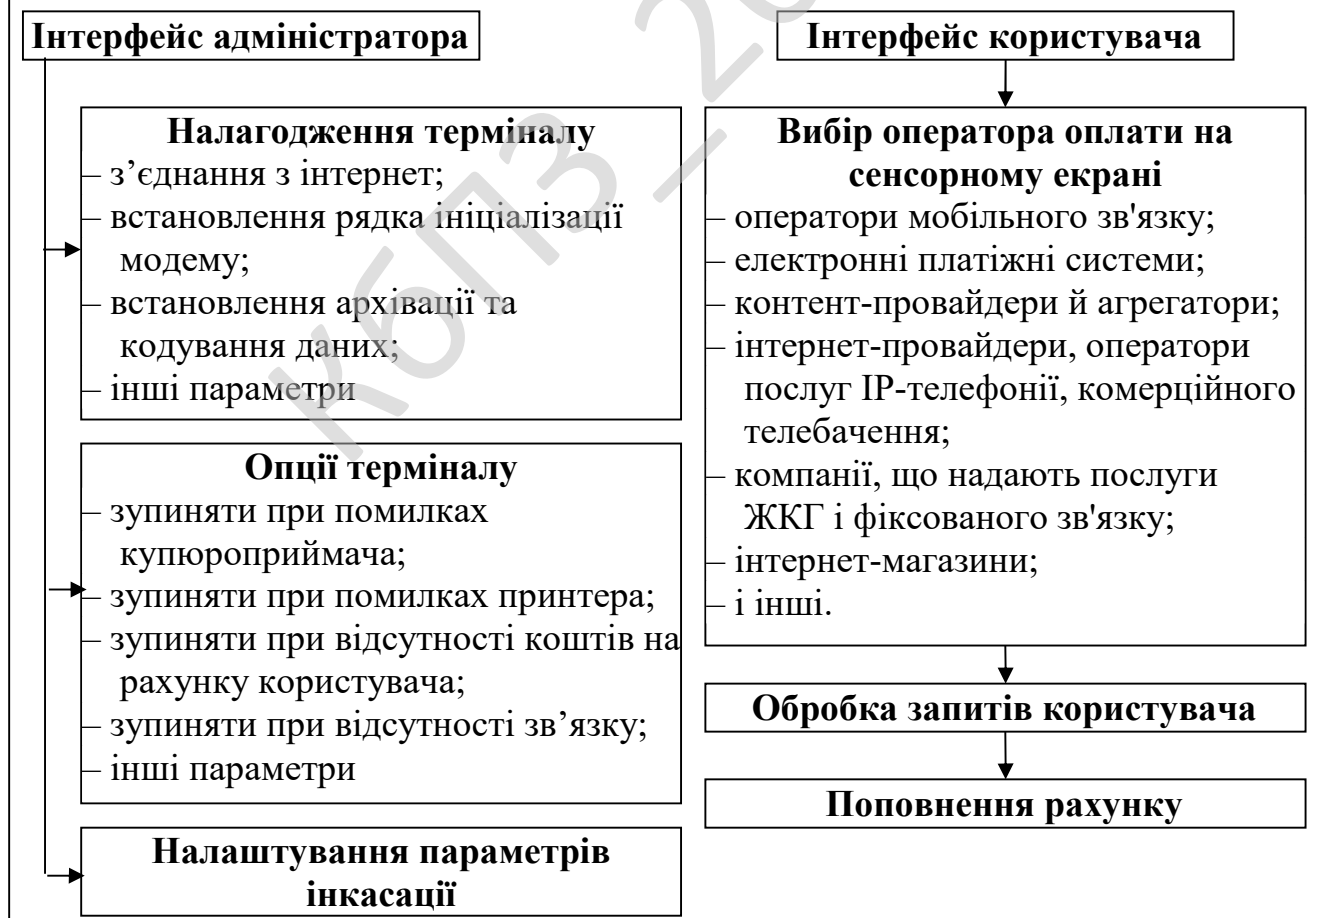 Інтерфейс адміністратора
Налагодження терміналу
– з’єднання з інтернет;
– встановлення рядка ініціалізації
модему;
– встановлення архівації та
кодування даних;
– інші параметри
Опції терміналу
– зупиняти при помилках
купюроприймача;
– зупиняти при помилках принтера;
– зупиняти при відсутності коштів на
рахунку користувача;
– зупиняти при відсутності зв’язку;
– інші параметри
Налаштування параметрів
інкасації
Інтерфейс користувача
Вибір оператора оплати на
сенсорному екрані
– оператори мобільного зв'язку;
– електронні платіжні системи;
– контент-провайдери й агрегатори;
– інтернет-провайдери, оператори
послуг IP-телефонії, комерційного
телебачення;
– компанії, що надають послуги
ЖКГ і фіксованого зв'язку;
– інтернет-магазини;
– і інші.
Обробка запитів користувача
Поповнення рахунку